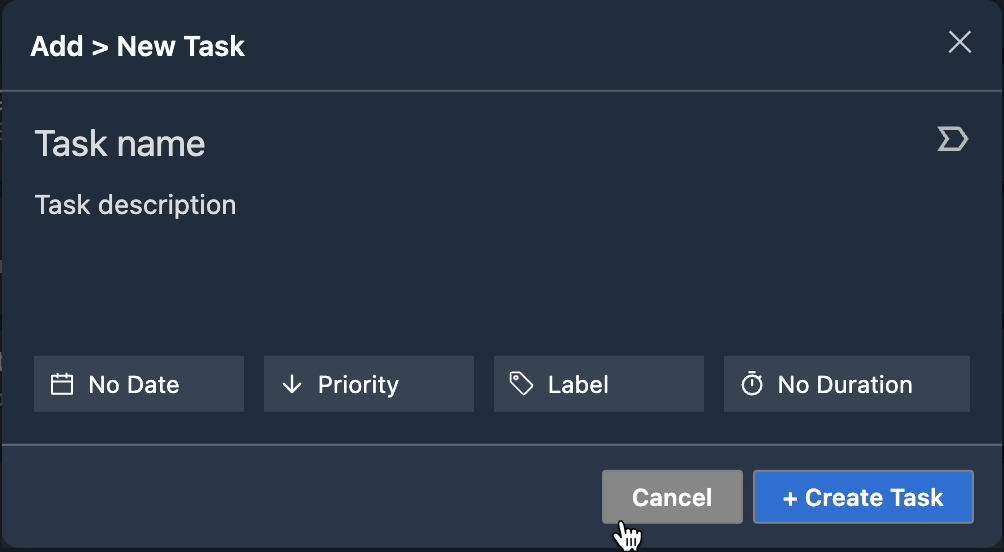 Add > New Task
Task name
Task description
No Date
Priority
Label
No Duration
Cancel
+ Create Task